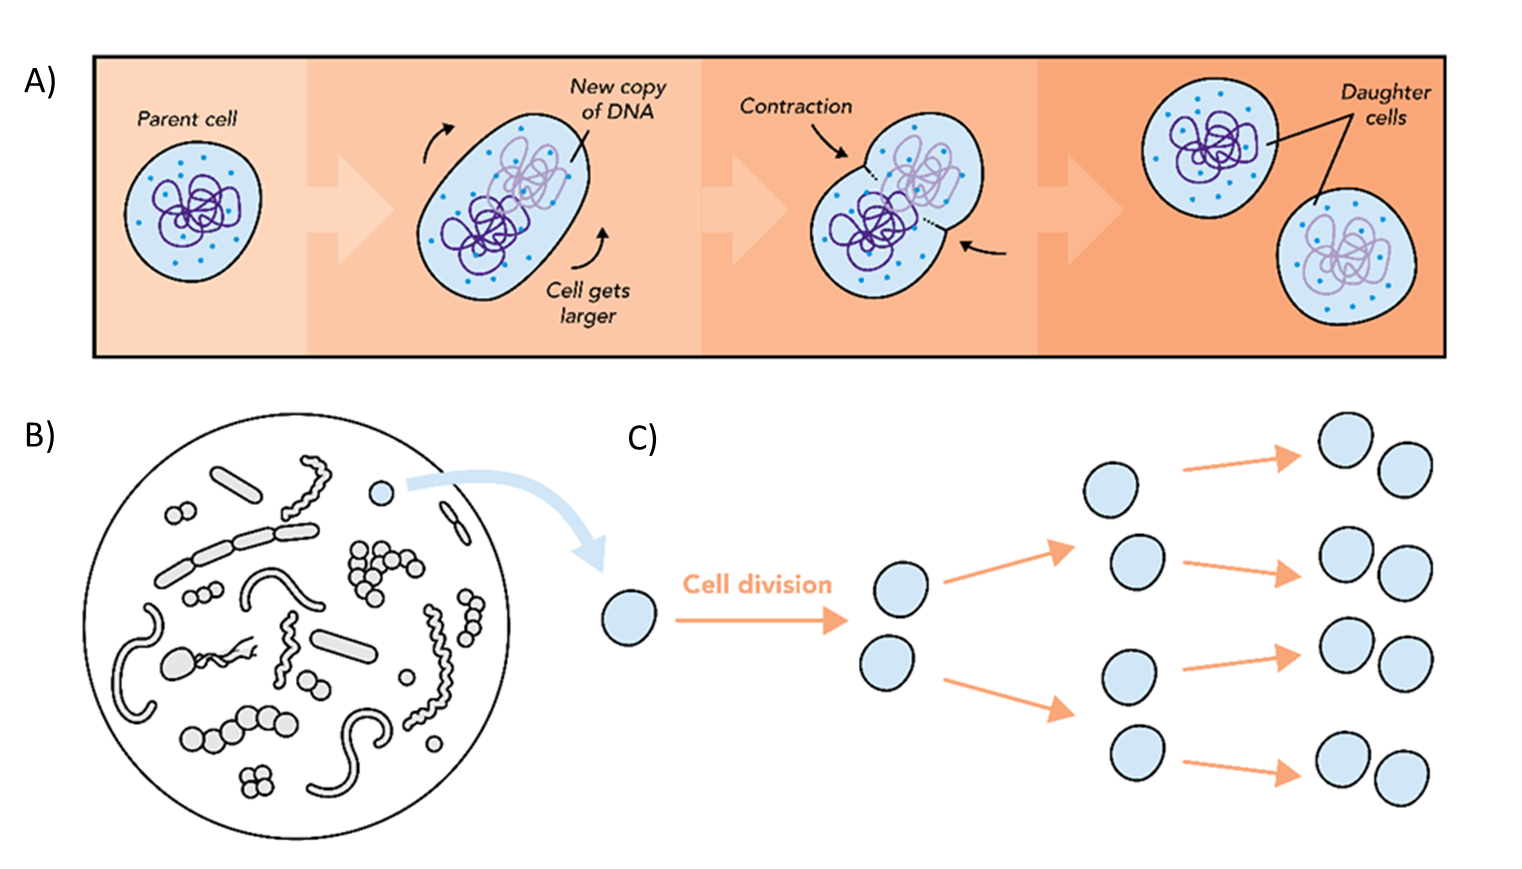 A)
Parent cell
New copy
of DNA
Cell gets
larger
Contraction
Daughter
cells
B)
C)
Cell division